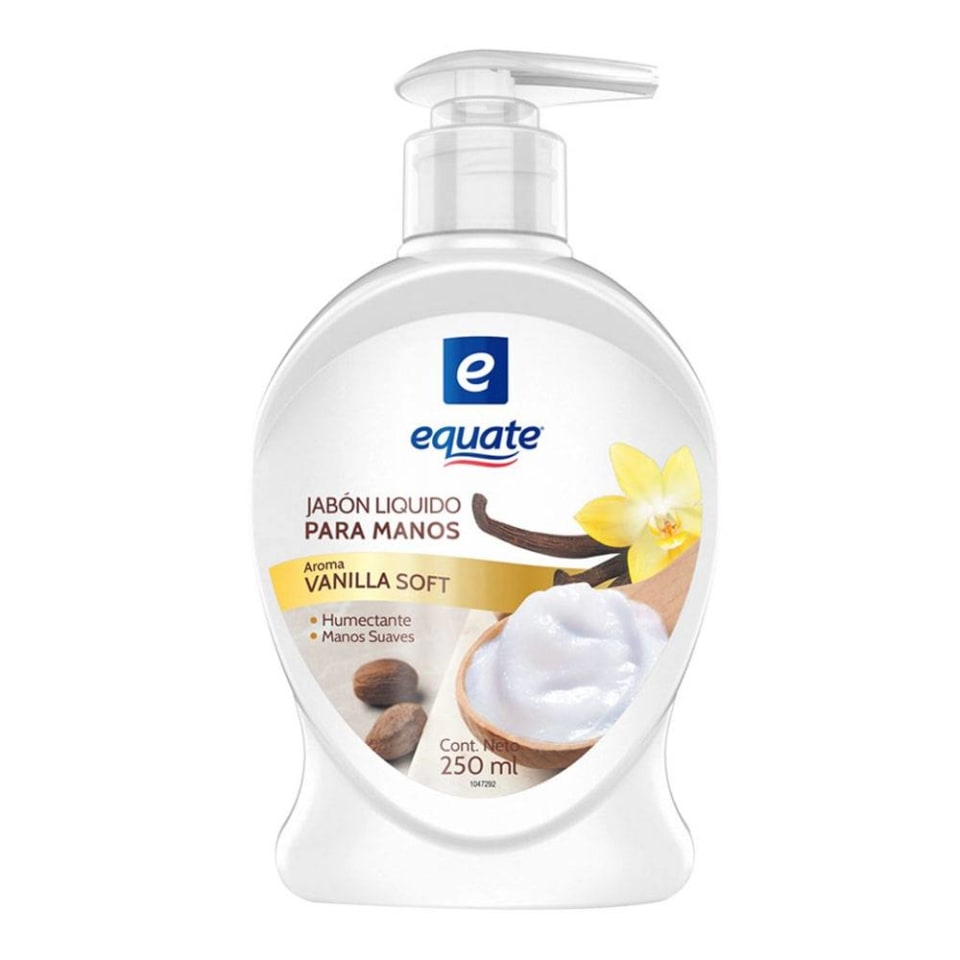 e
equate
JABÓN LIQUIDO
PARA MANOS
Aroma
VANILLA SOFT
• Humectante
• Manos Suaves
Cont. Neto
250 ml
1047292